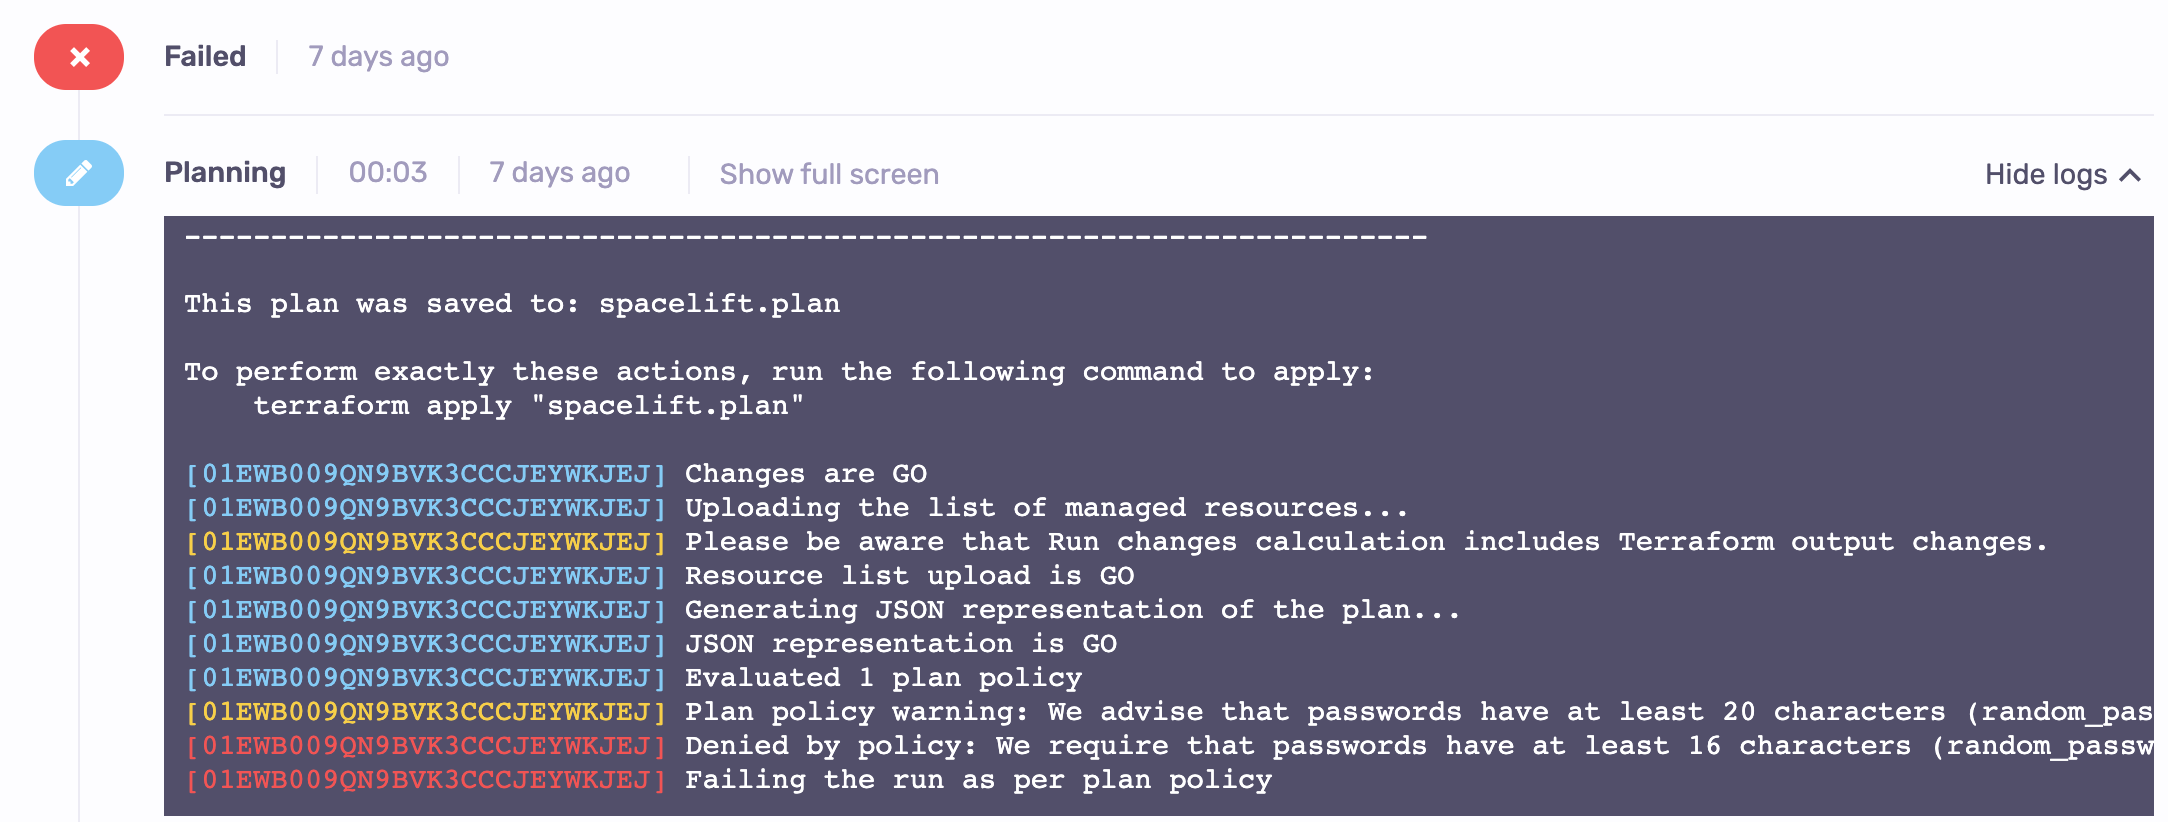 Failed 7 days ago
Planning 00:03 7 days ago Show full screen Hide logs
------------------------------------------------------------------------
This plan was saved to: spacelift.plan
To perform exactly these actions, run the following command to apply:
terraform apply "spacelift.plan"
[01EWB009QN9BVK3CCCJEYWKJEJ] Changes are GO
[01EWB009QN9BVK3CCCJEYWKJEJ] Uploading the list of managed resources...
[01EWB009QN9BVK3CCCJEYWKJEJ] Please be aware that Run changes calculation includes Terraform output changes.
[01EWB009QN9BVK3CCCJEYWKJEJ] Resource list upload is GO
[01EWB009QN9BVK3CCCJEYWKJEJ] Generating JSON representation of the plan...
[01EWB009QN9BVK3CCCJEYWKJEJ] JSON representation is GO
[01EWB009QN9BVK3CCCJEYWKJEJ] Evaluated 1 plan policy
[01EWB009QN9BVK3CCCJEYWKJEJ] Plan policy warning: We advise that passwords have at least 20 characters (random_pas
[01EWB009QN9BVK3CCCJEYWKJEJ] Denied by policy: We require that passwords have at least 16 characters (random_passw
[01EWB009QN9BVK3CCCJEYWKJEJ] Failing the run as per plan policy